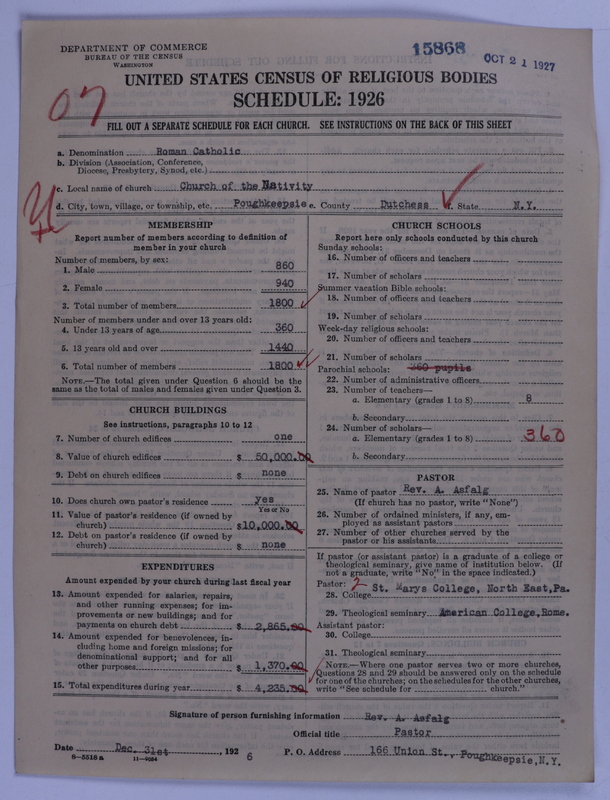 DEPARTMENT OF COMMERCE
BUREAU OF THE CENSUS
WASHINGTON
15868
OCT 21 1927
UNITED STATES CENSUS OF RELIGIOUS BODIES
SCHEDULE: 1926
07
FILL OUT A SEPARATE SCHEDULE FOR EACH CHURCH. SEE INSTRUCTIONS ON THE BACK OF THIS SHEET
a. Denomination Roman Catholic
b. Division (Association, Conference,
Diocese, Presbytery, Synod, etc.)
c. Local name of church Church of the Nativity
d. City, town, village, or township, etc. Poughkeepsie e. County Dutchess f. State N.Y.
MEMBERSHIP
Report number of members according to definition of
member in your church
Number of members, by sex:
1. Male 860
2. Female 940
3. Total number of members 1800
Number of members under and over 13 years old:
4. Under 13 years of age 360
5. 13 years old and over 1440
6. Total number of members 1800
NOTE.—The total given under Question 6 should be the
same as the total of males and females given under Question 3.
CHURCH BUILDINGS
See instructions, paragraphs 10 to 12
7. Number of church edifices one
8. Value of church edifices $ 50,000.00
9. Debt on church edifices $ none
10. Does church own pastor's residence yes
Yes or No
11. Value of pastor's residence (if owned by
church) $10,000.00
12. Debt on pastor's residence (if owned by
church) $ none
EXPENDITURES
Amount expended by your church during last fiscal year
13. Amount expended for salaries, repairs,
and other running expenses; for im-
provements or new buildings; and for
payments on church debt $ 2,865.00
14. Amount expended for benevolences, in-
cluding home and foreign missions; for
denominational support; and for all
other purposes $ 1,370.00
15. Total expenditures during year $ 4,235.00
CHURCH SCHOOLS
Report here only schools conducted by this church
Sunday schools:
16. Number of officers and teachers
17. Number of scholars
Summer vacation Bible schools:
18. Number of officers and teachers
19. Number of scholars
Week-day religious schools:
20. Number of officers and teachers
21. Number of scholars
Parochial schools: 360 pupils
22. Number of administrative officers
23. Number of teachers—
a. Elementary (grades 1 to 8) 8
b. Secondary
24. Number of scholars—
a. Elementary (grades 1 to 8) 360
b. Secondary
PASTOR
25. Name of pastor Rev. A. Asfalg
(If church has no pastor, write "None")
26. Number of ordained ministers, if any, em-
ployed as assistant pastors
27. Number of other churches served by the
pastor or his assistants
If pastor (or assistant pastor) is a graduate of a college or
theological seminary, give name of institution below. (If
not a graduate, write "No" in the space indicated.)
Pastor: 2
28. College St. Marys College, North East,Pa.
29. Theological seminary American College,Rome.
Assistant pastor:
30. College
31. Theological seminary
NOTE.—Where one pastor serves two or more churches,
Questions 28 and 29 should be answered only on the schedule
for one of the churches; on the schedules for the other churches,
write "See schedule for church."
Signature of person furnishing information Rev. A. Asfalg
Official title Pastor
Date Dec. 31st, 1926 P. O. Address 166 Union St., Poughkeepsie, N.Y.
8—5518 a 11—9054